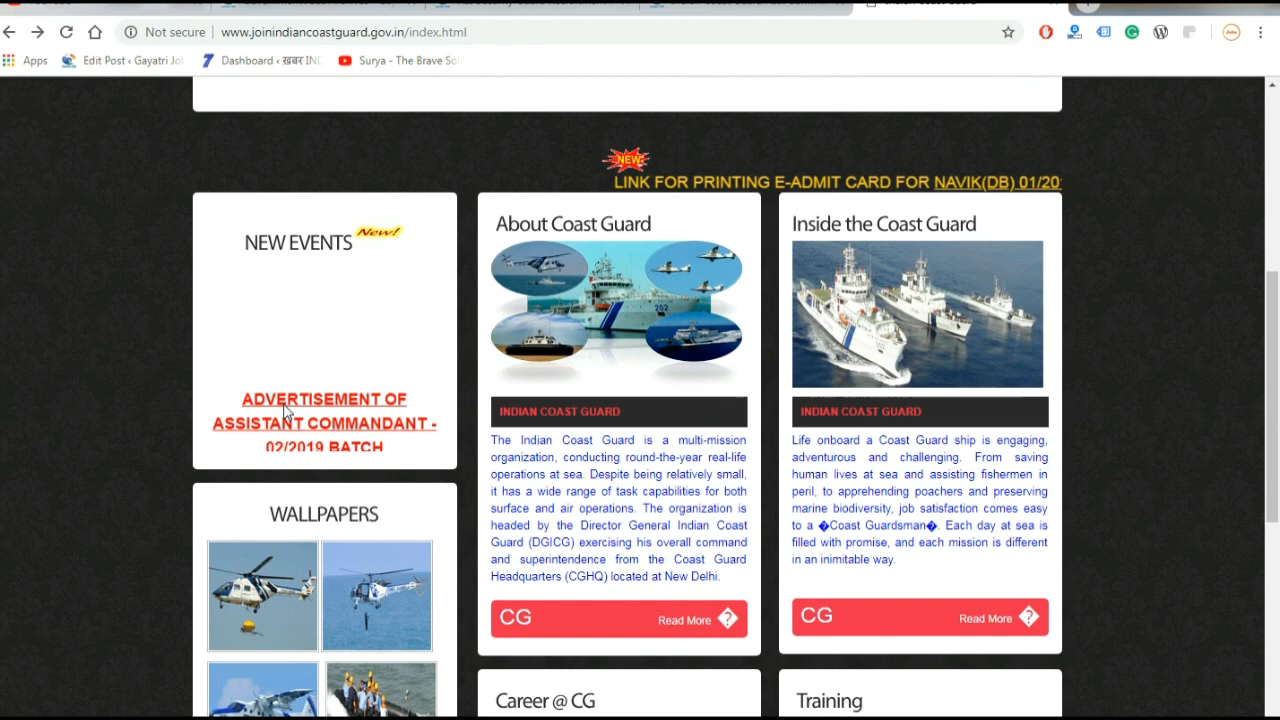 Not secure | www.joinindiancoastguard.gov.in/index.html
Apps Edit Post ‹ Gayatri Jo Dashboard ‹ ख़बर INC Surya - The Brave So
NEW
LINK FOR PRINTING E-ADMIT CARD FOR NAVIK(DB) 01/20
NEW EVENTS New!
ADVERTISEMENT OF
ASSISTANT COMMANDANT -
02/2019 BATCH
WALLPAPERS
About Coast Guard
202
INDIAN COAST GUARD
The Indian Coast Guard is a multi-mission
organization, conducting round-the-year real-life
operations at sea. Despite being relatively small,
it has a wide range of task capabilities for both
surface and air operations. The organization is
headed by the Director General Indian Coast
Guard (DGICG) exercising his overall command
and superintendence from the Coast Guard
Headquarters (CGHQ) located at New Delhi.
CG Read More �
Career @ CG
Inside the Coast Guard
INDIAN COAST GUARD
Life onboard a Coast Guard ship is engaging,
adventurous and challenging. From saving
human lives at sea and assisting fishermen in
peril, to apprehending poachers and preserving
marine biodiversity, job satisfaction comes easy
to a �Coast Guardsman�. Each day at sea is
filled with promise, and each mission is different
in an inimitable way.
CG Read More �
Training